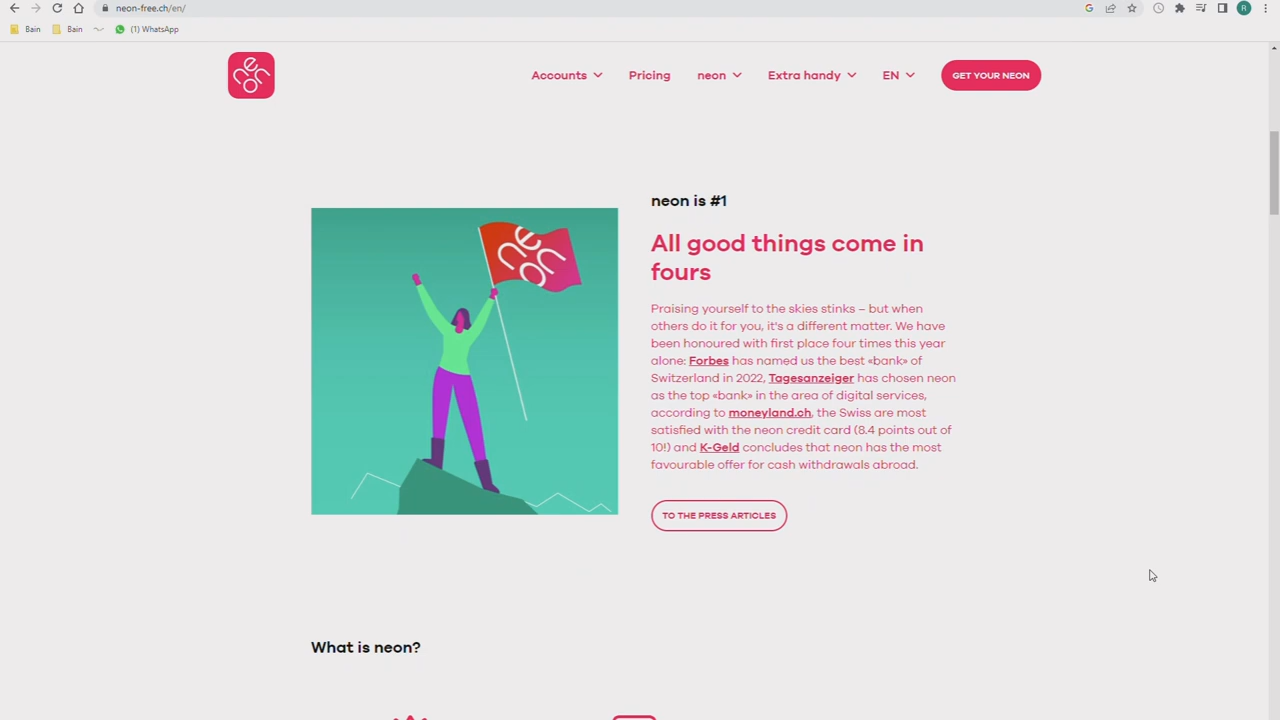 neon-free.ch/en/
Bain
Bain
(1) WhatsApp
R
neon
Accounts
Pricing
neon
Extra handy
EN
GET YOUR NEON
neon is #1
neon
All good things come in
fours
Praising yourself to the skies stinks – but when
others do it for you, it's a different matter. We have
been honoured with first place four times this year
alone: Forbes has named us the best «bank» of
Switzerland in 2022, Tagesanzeiger has chosen neon
as the top «bank» in the area of digital services,
according to moneyland.ch, the Swiss are most
satisfied with the neon credit card (8.4 points out of
10!) and K-Geld concludes that neon has the most
favourable offer for cash withdrawals abroad.
TO THE PRESS ARTICLES
What is neon?